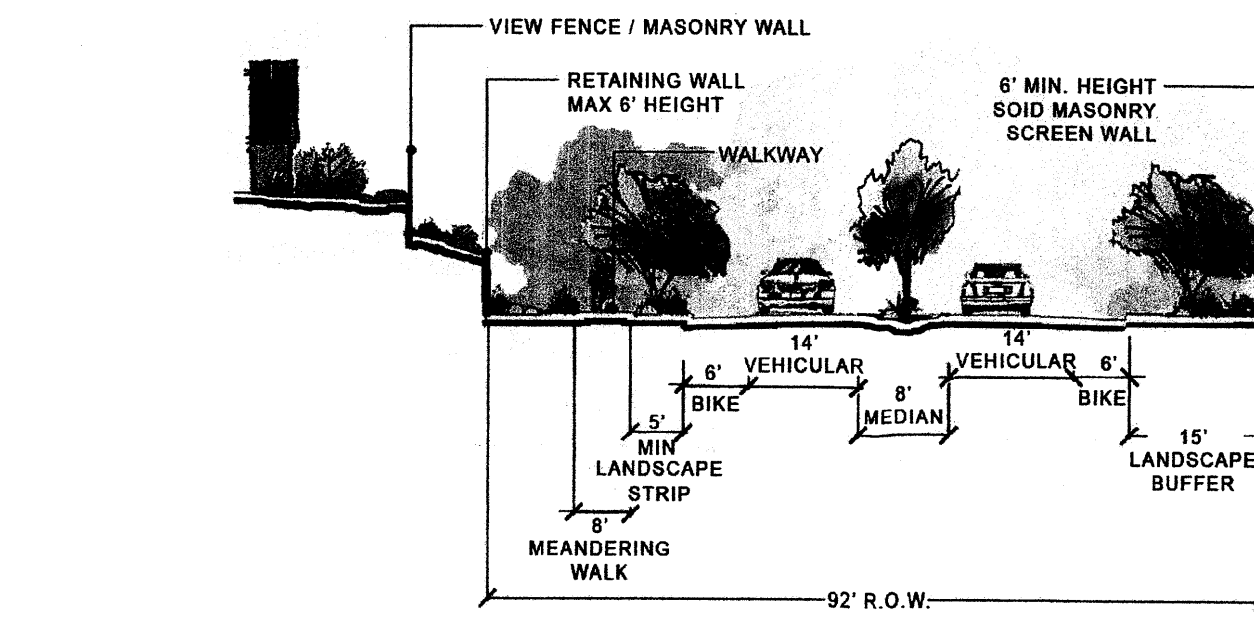 VIEW FENCE / MASONRY WALL
RETAINING WALL
MAX 6' HEIGHT
6' MIN. HEIGHT
SOID MASONRY
SCREEN WALL
WALKWAY
14'
VEHICULAR
14'
VEHICULAR
6'
BIKE
8'
MEDIAN
6'
BIKE
5'
MIN
LANDSCAPE
STRIP
15'
LANDSCAPE
BUFFER
8'
MEANDERING
WALK
92' R.O.W.